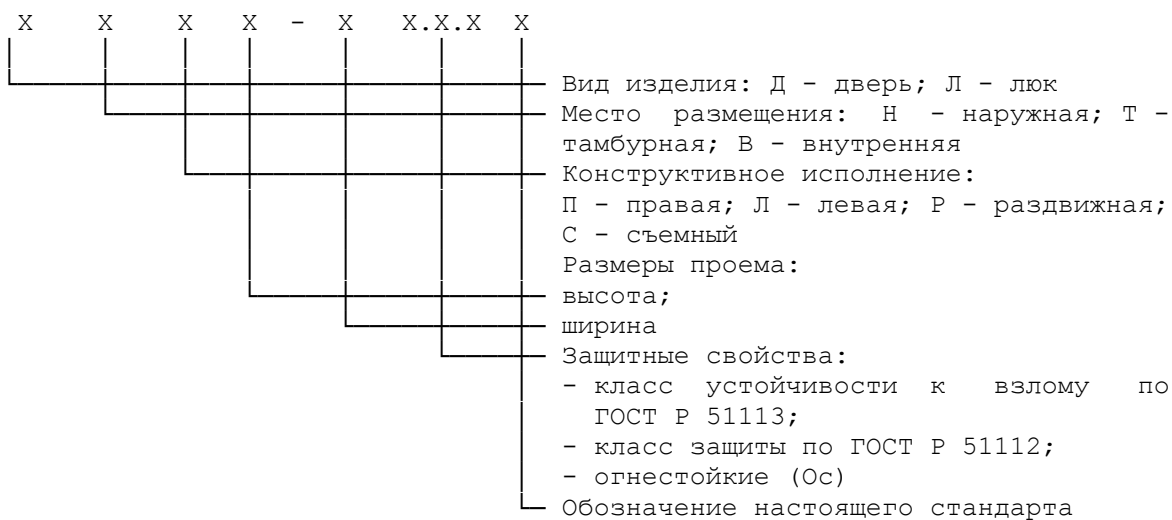 X X X X - X X.X.X X
Вид изделия: Д - дверь; Л - люк
Место размещения: Н - наружная; Т -
тамбурная; В - внутренняя
Конструктивное исполнение:
П - правая; Л - левая; Р - раздвижная;
С - съемный
Размеры проема:
высота;
ширина
Защитные свойства:
- класс устойчивости к взлому по
ГОСТ Р 51113;
- класс защиты по ГОСТ Р 51112;
- огнестойкие (Ос)
Обозначение настоящего стандарта